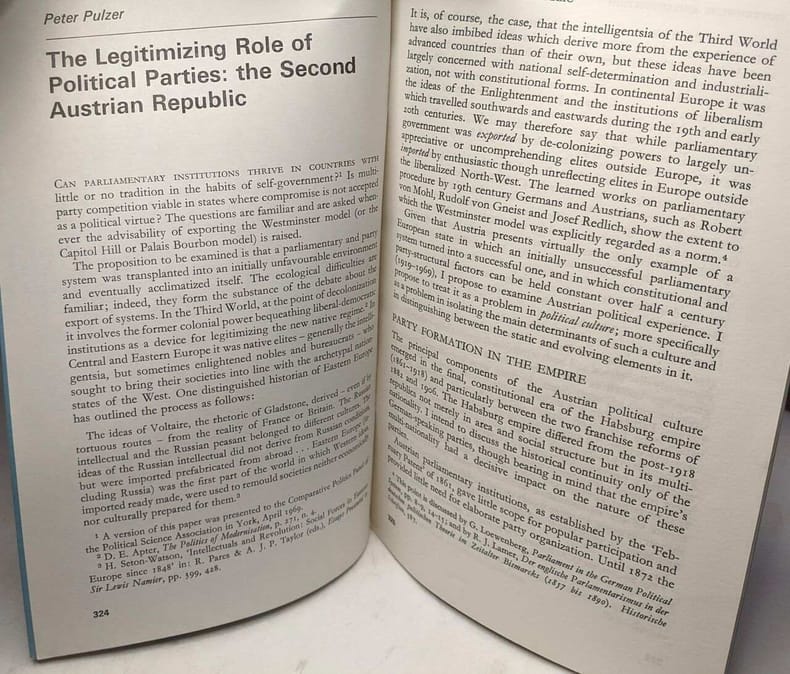 Peter Pulzer
The Legitimizing Role of
Political Parties: the Second
Austrian Republic
CAN PARLIAMENTARY INSTITUTIONS THRIVE IN COUNTRIES WITH
little or no tradition in the habits of self-government?¹ Is multi-
party competition viable in states where compromise is not accepted
as a political virtue? The questions are familiar and are asked when-
ever the advisability of exporting the Westminster model (or the
Capitol Hill or Palais Bourbon model) is raised.
The proposition to be examined is that a parliamentary and party
system was transplanted into an initially unfavourable environment
and eventually acclimatized itself. The ecological difficulties are
familiar; indeed, they form the substance of the debate about the
export of systems. In the Third World, at the point of decolonization
it involves the former colonial power bequeathing liberal-democratic
institutions as a device for legitimizing the new native regime.² In
Central and Eastern Europe it was native elites – generally the intelli-
gentsia, but sometimes enlightened nobles and bureaucrats – who
sought to bring their societies into line with the archetypal nation
states of the West. One distinguished historian of Eastern Europe
has outlined the process as follows:
The ideas of Voltaire, the rhetoric of Gladstone, derived – even if by
tortuous routes – from the reality of France or Britain. The Russian
intellectual and the Russian peasant belonged to different cultures. The
ideas of the Russian intellectual did not derive from Russian conditions,
but were imported prefabricated from abroad . . . Eastern Europe (in-
cluding Russia) was the first part of the world in which Western ideas,
imported ready made, were used to remould societies neither economically
nor culturally prepared for them.³
¹ A version of this paper was presented to the Comparative Politics Panel
the Political Science Association in York, April 1969.
² D. E. Apter, The Politics of Modernisation, p. 271, n. 4.
³ H. Seton-Watson, 'Intellectuals and Revolution: Social Forces in Eastern
Europe since 1848' in: R. Pares & A. J. P. Taylor (eds.), Essays Presented to
Sir Lewis Namier, pp. 399, 428.
324
It is, of course, the case, that the intelligentsia of the Third World
have also imbibed ideas which derive more from the experience of
advanced countries than of their own, but these ideas have been
largely concerned with national self-determination and industriali-
zation, not with constitutional forms. In continental Europe it was
the ideas of the Enlightenment and the institutions of liberalism
which travelled southwards and eastwards during the 19th and early
20th centuries. We may therefore say that while parliamentary
government was exported by de-colonizing powers to largely un-
appreciative or uncomprehending elites outside Europe, it was
imported by enthusiastic though unreflecting elites in Europe outside
the liberalized North-West. The learned works on parliamentary
procedure by 19th century Germans and Austrians, such as Robert
von Mohl, Rudolf von Gneist and Josef Redlich, show the extent to
which the Westminster model was explicitly regarded as a norm.⁴
Given that Austria presents virtually the only example of a
European state in which an initially unsuccessful parliamentary
system turned into a successful one, and in which constitutional and
party-structural factors can be held constant over half a century
(1919-1969), I propose to examine Austrian political experience. I
propose to treat it as a problem in political culture; more specifically
as a problem in isolating the main determinants of such a culture and
in distinguishing between the static and evolving elements in it.
PARTY FORMATION IN THE EMPIRE
The principal components of the Austrian political culture
emerged in the final, constitutional era of the Habsburg empire
(1861-1918) and particularly between the two franchise reforms of
1882 and 1906. The Habsburg empire differed from the post-1918
republics not merely in area and social structure but in its multi-
nationality. I intend to discuss the historical continuity only of the
German-speaking parties, though bearing in mind that the empire's
multi-nationality had a decisive impact on the nature of these
parties.
Austrian parliamentary institutions, as established by the 'Feb-
ruary Patent' of 1861, gave little scope for popular participation and
provided little need for elaborate party organization. Until 1872 the
⁴ This point is discussed by G. Loewenberg, Parliament in the German Political
System, pp. 9, 14-15; and by R. J. Lamer, Der englische Parlamentarismus in der
deutschen politischen Theorie im Zeitalter Bismarcks (1857 bis 1890). Historische